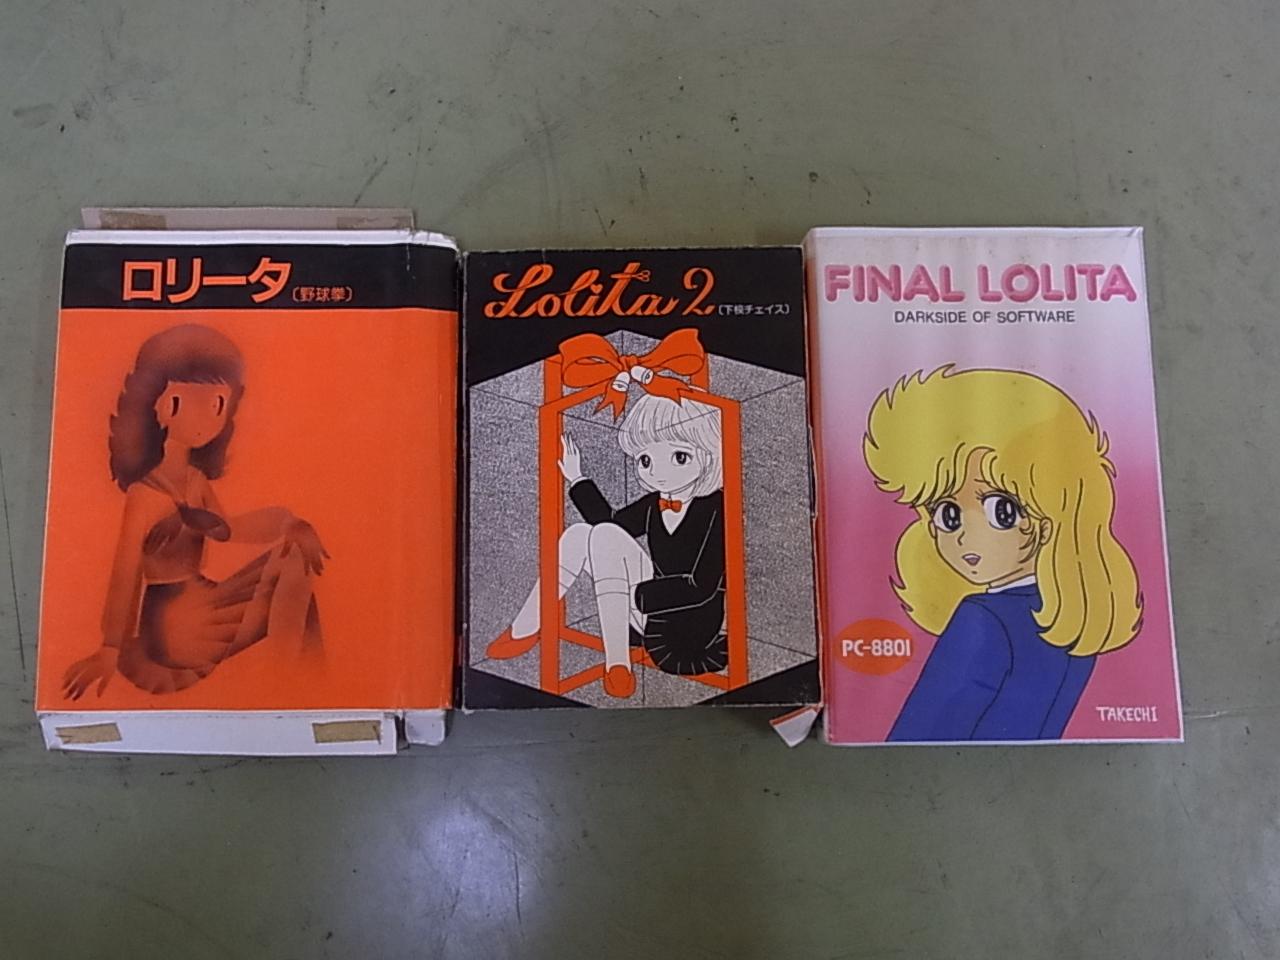 ロリータ〔野球拳〕
Lolita 2〔下校チェイス〕
FINAL LOLITA
DARKSIDE OF SOFTWARE
PC-8801
TAKECHI